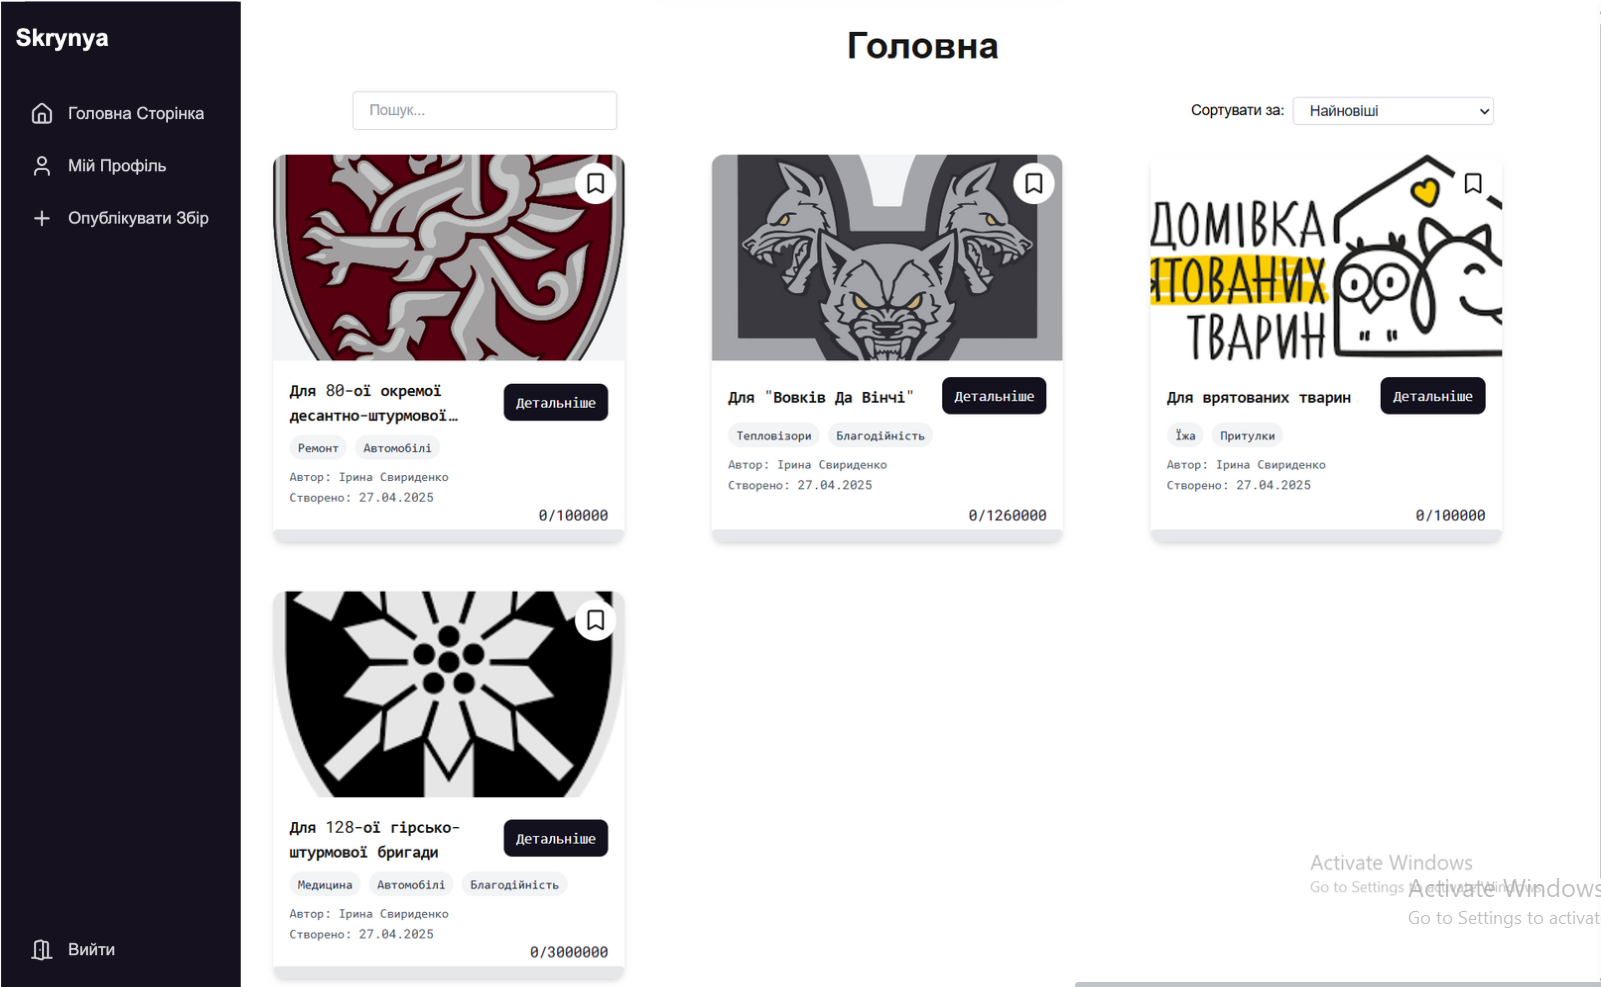 Skrynya
Головна Сторінка
Мій Профіль
Опублікувати Збір
Вийти
Головна
Пошук...
Сортувати за:
Найновіші
Для 80-ої окремої
десантно-штурмової…
Детальніше
Ремонт
Автомобілі
Автор: Ірина Свириденко
Створено: 27.04.2025
0/100000
Для "Вовків Да Вінчі"
Детальніше
Тепловізори
Благодійність
Автор: Ірина Свириденко
Створено: 27.04.2025
0/1260000
ДОМІВКА
ЯТОВАНИХ
ТВАРИН
Для врятованих тварин
Детальніше
Їжа
Притулки
Автор: Ірина Свириденко
Створено: 27.04.2025
0/100000
Для 128-ої гірсько-
штурмової бригади
Детальніше
Медицина
Автомобілі
Благодійність
Автор: Ірина Свириденко
Створено: 27.04.2025
0/3000000
Activate Windows
Go to Settings to activate Windows.
Activate Windows
Go to Settings to activat